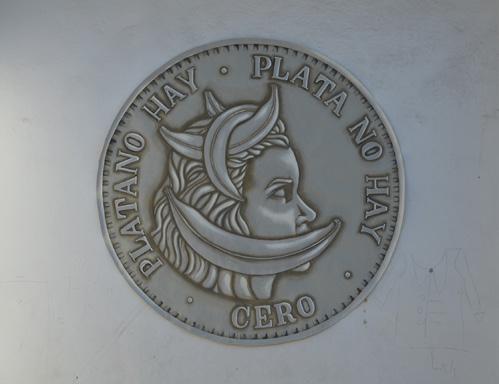 PLATANO HAY · PLATA NO HAY
· CERO ·